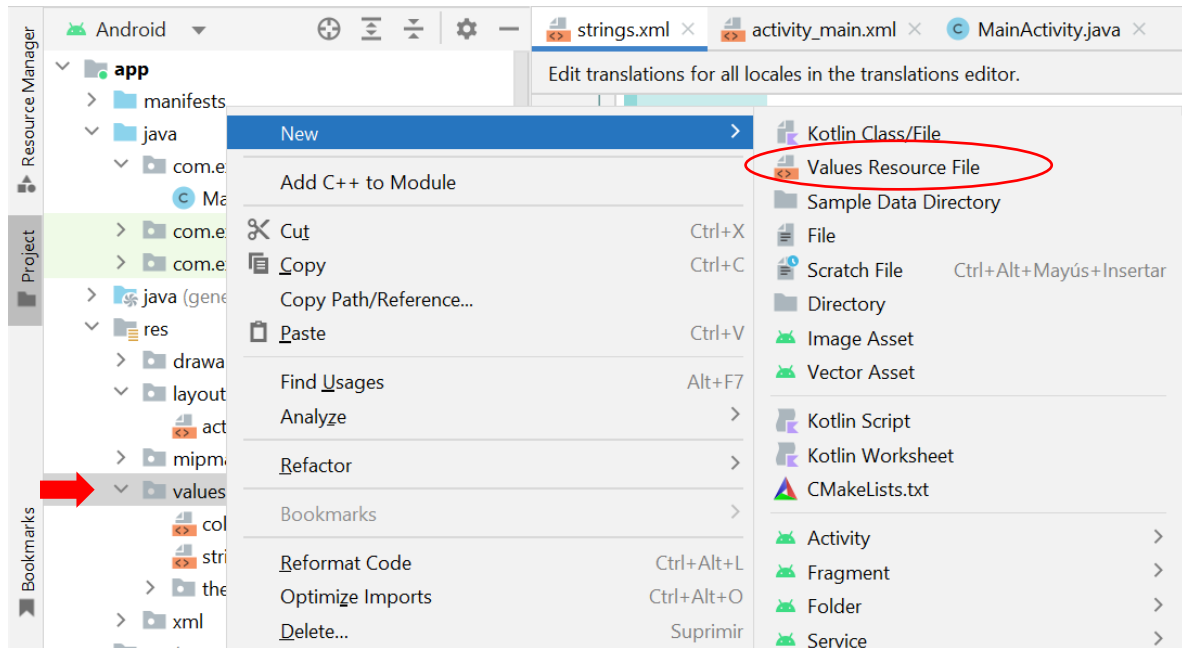 Resource Manager
Project
Bookmarks
Android
strings.xml
activity_main.xml
C MainActivity.java
Edit translations for all locales in the translations editor.
app
manifests
java
com.e
C Ma
com.e
com.e
java (gene
res
drawa
layout
act
mipma
values
col
stri
the
xml
New
Add C++ to Module
Cut Ctrl+X
Copy Ctrl+C
Copy Path/Reference...
Paste Ctrl+V
Find Usages Alt+F7
Analyze
Refactor
Bookmarks
Reformat Code Ctrl+Alt+L
Optimize Imports Ctrl+Alt+O
Delete... Suprimir
Kotlin Class/File
Values Resource File
Sample Data Directory
File
Scratch File Ctrl+Alt+Mayús+Insertar
Directory
Image Asset
Vector Asset
Kotlin Script
Kotlin Worksheet
CMakeLists.txt
Activity
Fragment
Folder
Service